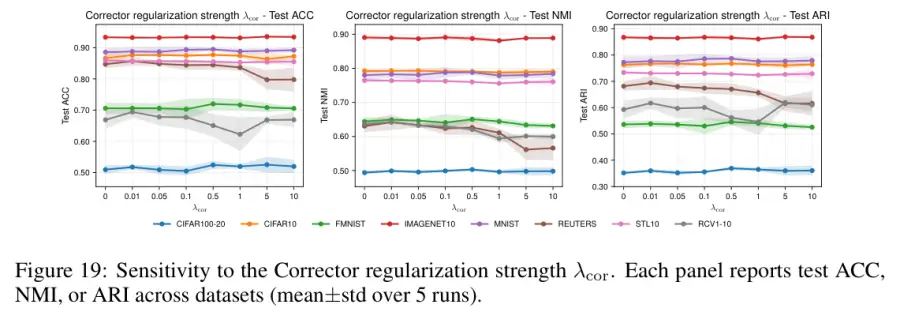 Corrector regularization strength λcor - Test ACC
Corrector regularization strength λcor - Test NMI
Corrector regularization strength λcor - Test ARI
Test ACC
0.90
0.80
0.70
0.60
0.50
0 0.01 0.05 0.1 0.5 1 5 10
λcor
Test NMI
0.90
0.80
0.70
0.60
0.50
0 0.01 0.05 0.1 0.5 1 5 10
λcor
Test ARI
0.90
0.80
0.70
0.60
0.50
0.40
0.30
0 0.01 0.05 0.1 0.5 1 5 10
λcor
CIFAR100-20 CIFAR10 FMNIST IMAGENET10 MNIST REUTERS STL10 RCV1-10
Figure 19: Sensitivity to the Corrector regularization strength λcor. Each panel reports test ACC,
NMI, or ARI across datasets (mean±std over 5 runs).